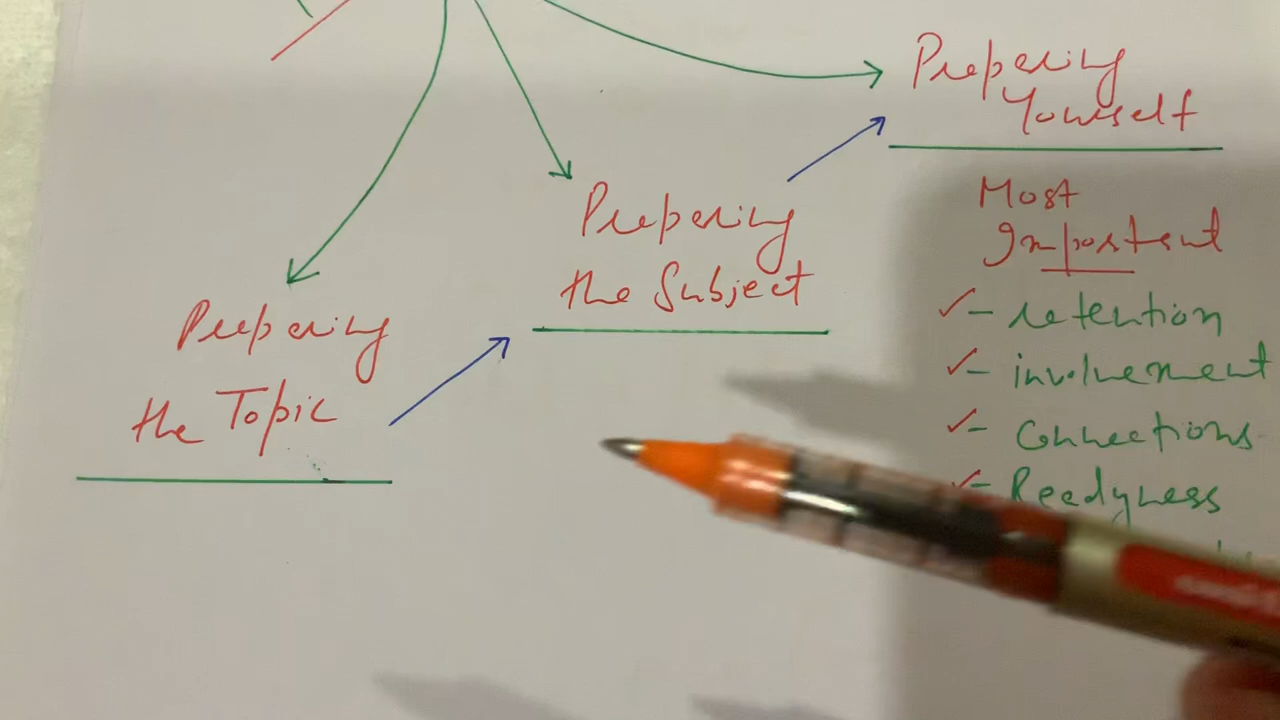 Preparing
Yourself
Most
Important
- retention
- involvement
- Connections
- Readyness
Preparing
the Subject
Preparing
the Topic